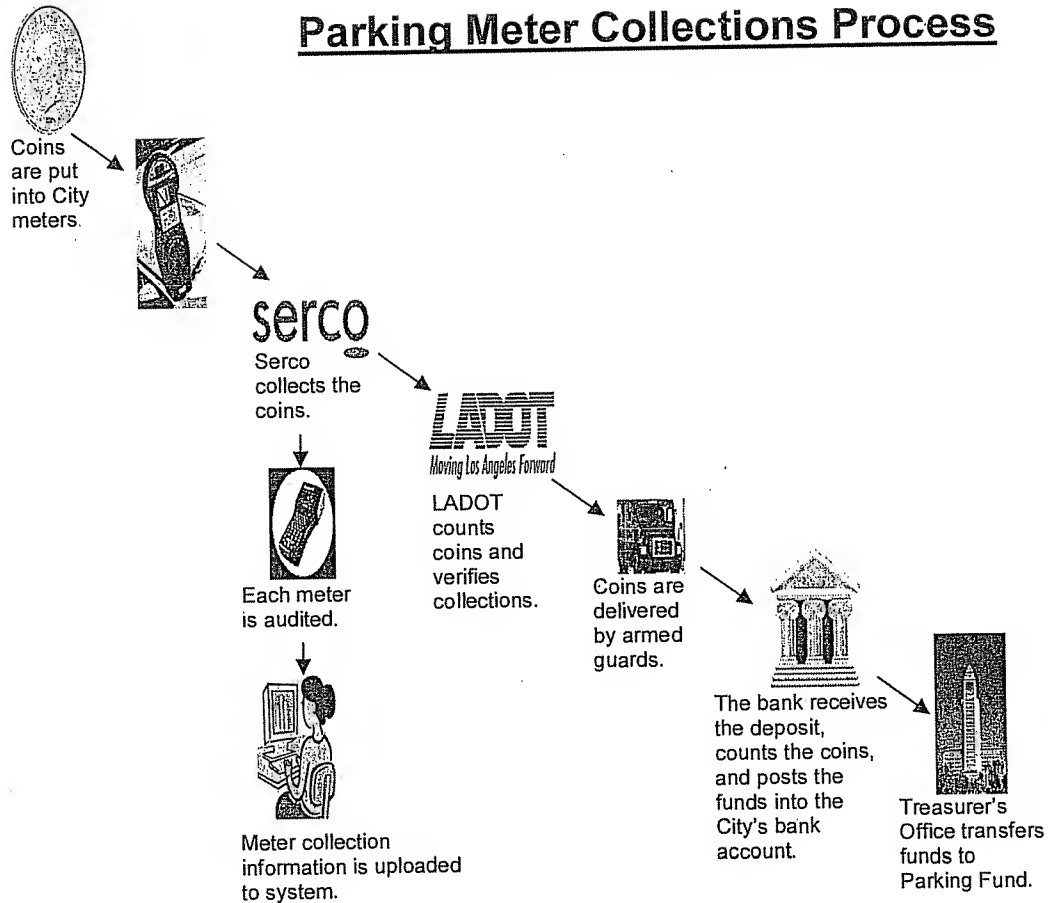 Parking Meter Collections Process
Coins
are put
into City
meters.
serco
Serco
collects the
coins.
LADOT
Moving Los Angeles Forward
LADOT
counts
coins and
verifies
collections.
Each meter
is audited.
Coins are
delivered
by armed
guards.
Meter collection
information is uploaded
to system.
The bank receives
the deposit,
counts the coins,
and posts the
funds into the
City's bank
account.
Treasurer's
Office transfers
funds to
Parking Fund.